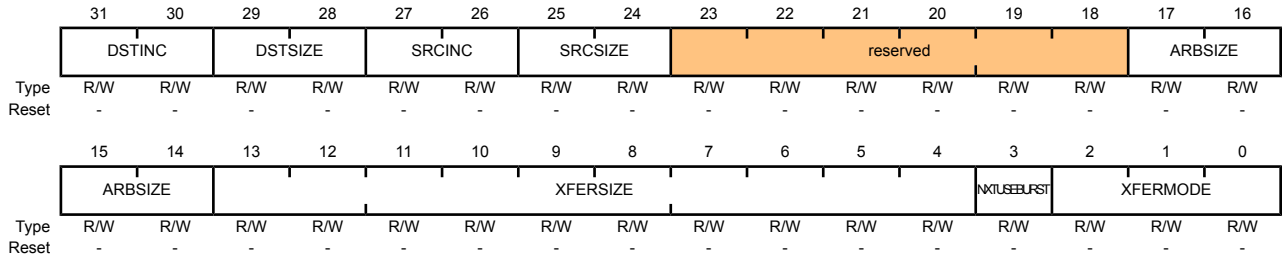 31 30 29 28 27 26 25 24 23 22 21 20 19 18 17 16
DSTINC DSTSIZE SRCINC SRCSIZE reserved ARBSIZE
Type R/W R/W R/W R/W R/W R/W R/W R/W R/W R/W R/W R/W R/W R/W R/W R/W
Reset - - - - - - - - - - - - - - - -
15 14 13 12 11 10 9 8 7 6 5 4 3 2 1 0
ARBSIZE XFERSIZE NXTUSEBURST XFERMODE
Type R/W R/W R/W R/W R/W R/W R/W R/W R/W R/W R/W R/W R/W R/W R/W R/W
Reset - - - - - - - - - - - - - - - -